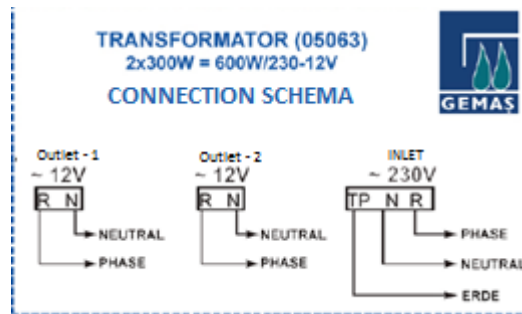 TRANSFORMATOR (05063)
2x300W = 600W/230-12V
CONNECTION SCHEMA
GEMAŞ
Outlet - 1
~ 12V
R N
NEUTRAL
PHASE
Outlet - 2
~ 12V
R N
NEUTRAL
PHASE
INLET
~ 230V
TP N R
PHASE
NEUTRAL
ERDE